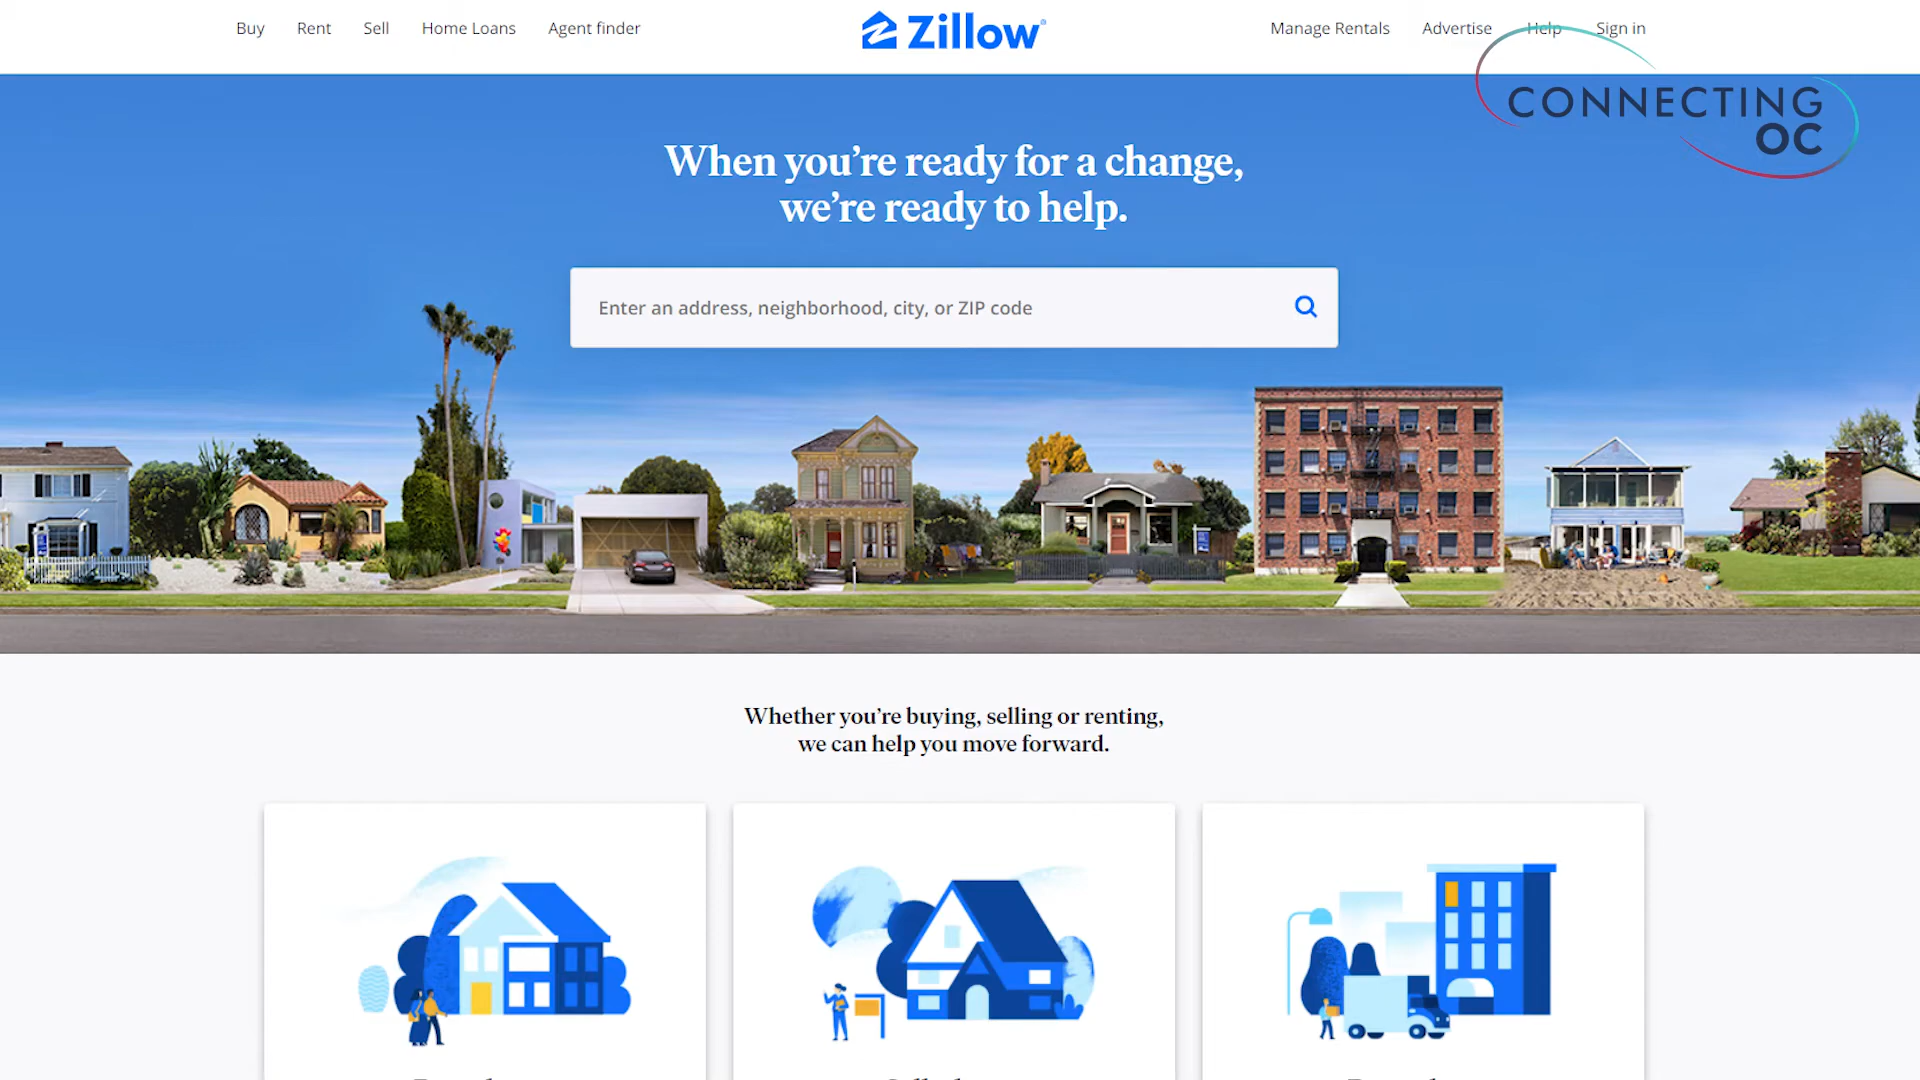 Buy Rent Sell Home Loans Agent finder
Zillow
Manage Rentals Advertise Help Sign in
CONNECTING
OC
When you're ready for a change,
we're ready to help.
Enter an address, neighborhood, city, or ZIP code
Whether you're buying, selling or renting,
we can help you move forward.